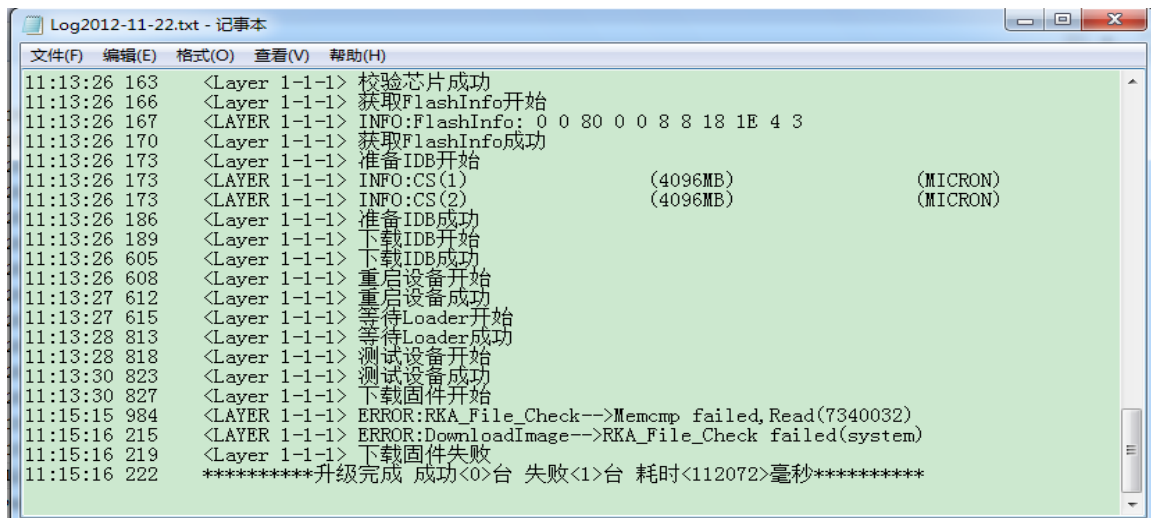 Log2012-11-22.txt - 记事本
文件(F) 编辑(E) 格式(O) 查看(V) 帮助(H)
11:13:26 163 <Layer 1-1-1> 校验芯片成功
11:13:26 166 <Layer 1-1-1> 获取FlashInfo开始
11:13:26 167 <LAYER 1-1-1> INFO:FlashInfo: 0 0 80 0 0 8 8 18 1E 4 3
11:13:26 170 <Layer 1-1-1> 获取FlashInfo成功
11:13:26 173 <Layer 1-1-1> 准备IDB开始
11:13:26 173 <LAYER 1-1-1> INFO:CS(1) (4096MB) (MICRON)
11:13:26 173 <LAYER 1-1-1> INFO:CS(2) (4096MB) (MICRON)
11:13:26 186 <Layer 1-1-1> 准备IDB成功
11:13:26 189 <Layer 1-1-1> 下载IDB开始
11:13:26 605 <Layer 1-1-1> 下载IDB成功
11:13:26 608 <Layer 1-1-1> 重启设备开始
11:13:27 612 <Layer 1-1-1> 重启设备成功
11:13:27 615 <Layer 1-1-1> 等待Loader开始
11:13:28 813 <Layer 1-1-1> 等待Loader成功
11:13:28 818 <Layer 1-1-1> 测试设备开始
11:13:30 823 <Layer 1-1-1> 测试设备成功
11:13:30 827 <Layer 1-1-1> 下载固件开始
11:15:15 984 <LAYER 1-1-1> ERROR:RKA_File_Check-->Memcmp failed,Read(7340032)
11:15:16 215 <LAYER 1-1-1> ERROR:DownloadImage-->RKA_File_Check failed(system)
11:15:16 219 <Layer 1-1-1> 下载固件失败
11:15:16 222 **********升级完成 成功<0>台 失败<1>台 耗时<112072>毫秒**********